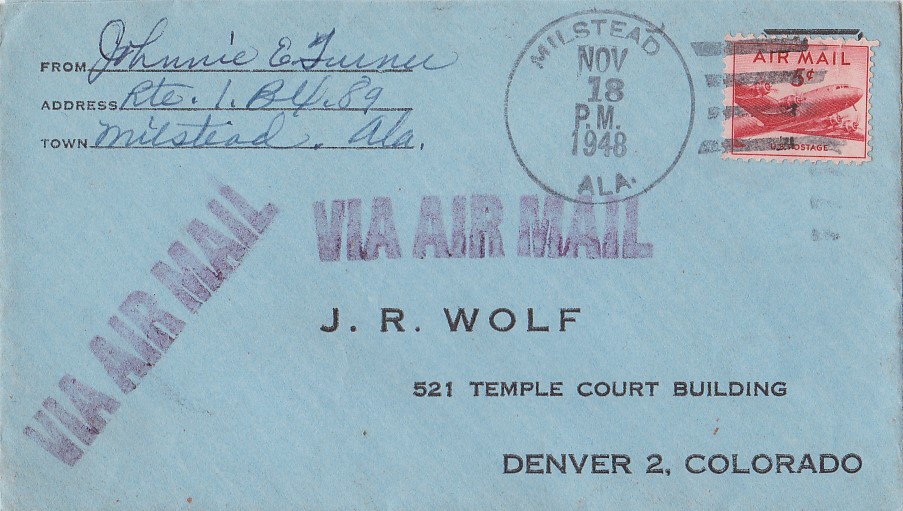 FROM Johnnie E. Turner
ADDRESS Rte. 1. BX. 89
TOWN Milstead. Ala.
MILSTEAD
NOV
18
P.M.
1948
ALA.
AIR MAIL
6¢
U.S. POSTAGE
VIA AIR MAIL
VIA AIR MAIL
J. R. WOLF
521 TEMPLE COURT BUILDING
DENVER 2, COLORADO